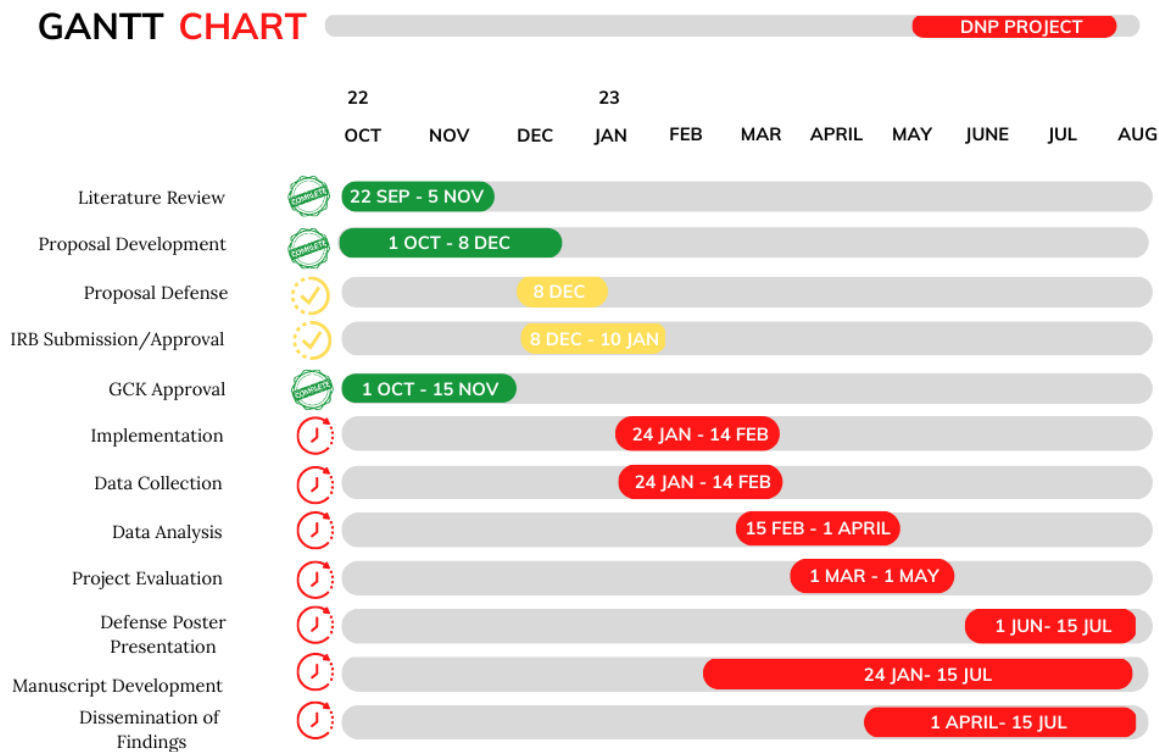 GANTT CHART
DNP PROJECT
22 23
OCT NOV DEC JAN FEB MAR APRIL MAY JUNE JUL AUG
Literature Review COMPLETE 22 SEP - 5 NOV
Proposal Development COMPLETE 1 OCT - 8 DEC
Proposal Defense 8 DEC
IRB Submission/Approval 8 DEC - 10 JAN
GCK Approval COMPLETE 1 OCT - 15 NOV
Implementation 24 JAN - 14 FEB
Data Collection 24 JAN - 14 FEB
Data Analysis 15 FEB - 1 APRIL
Project Evaluation 1 MAR - 1 MAY
Defense Poster
Presentation
1 JUN- 15 JUL
Manuscript Development 24 JAN- 15 JUL
Dissemination of
Findings
1 APRIL- 15 JUL